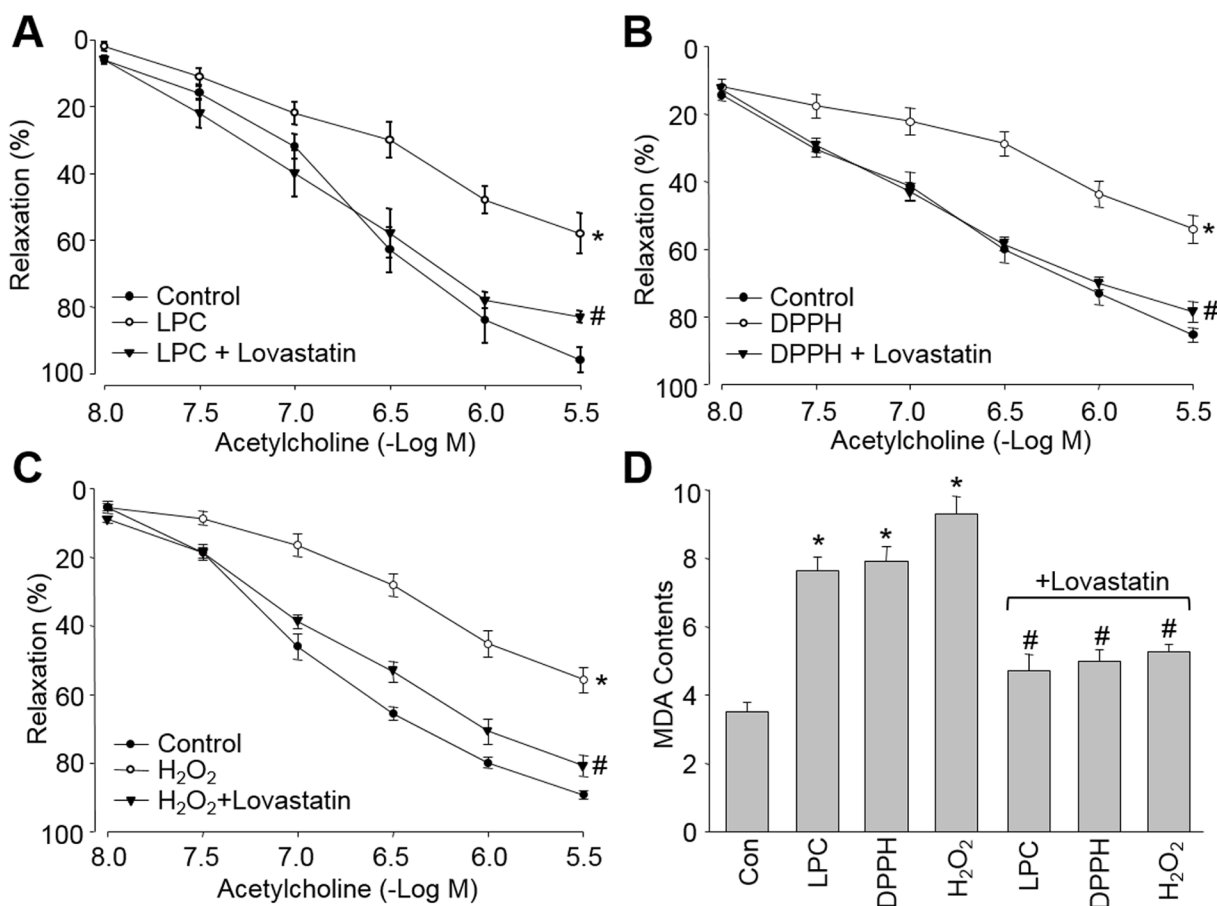 A
0
20
40
60
80
100
Relaxation (%)
Control
LPC
LPC + Lovastatin
*
#
8.0 7.5 7.0 6.5 6.0 5.5
Acetylcholine (-Log M)
B
0
20
40
60
80
100
Relaxation (%)
Control
DPPH
DPPH + Lovastatin
*
#
8.0 7.5 7.0 6.5 6.0 5.5
Acetylcholine (-Log M)
C
0
20
40
60
80
100
Relaxation (%)
Control
H₂O₂
H₂O₂+Lovastatin
*
#
8.0 7.5 7.0 6.5 6.0 5.5
Acetylcholine (-Log M)
D
10
8
6
4
2
0
MDA Contents
* * *
+Lovastatin
# # #
Con LPC DPPH H₂O₂ LPC DPPH H₂O₂